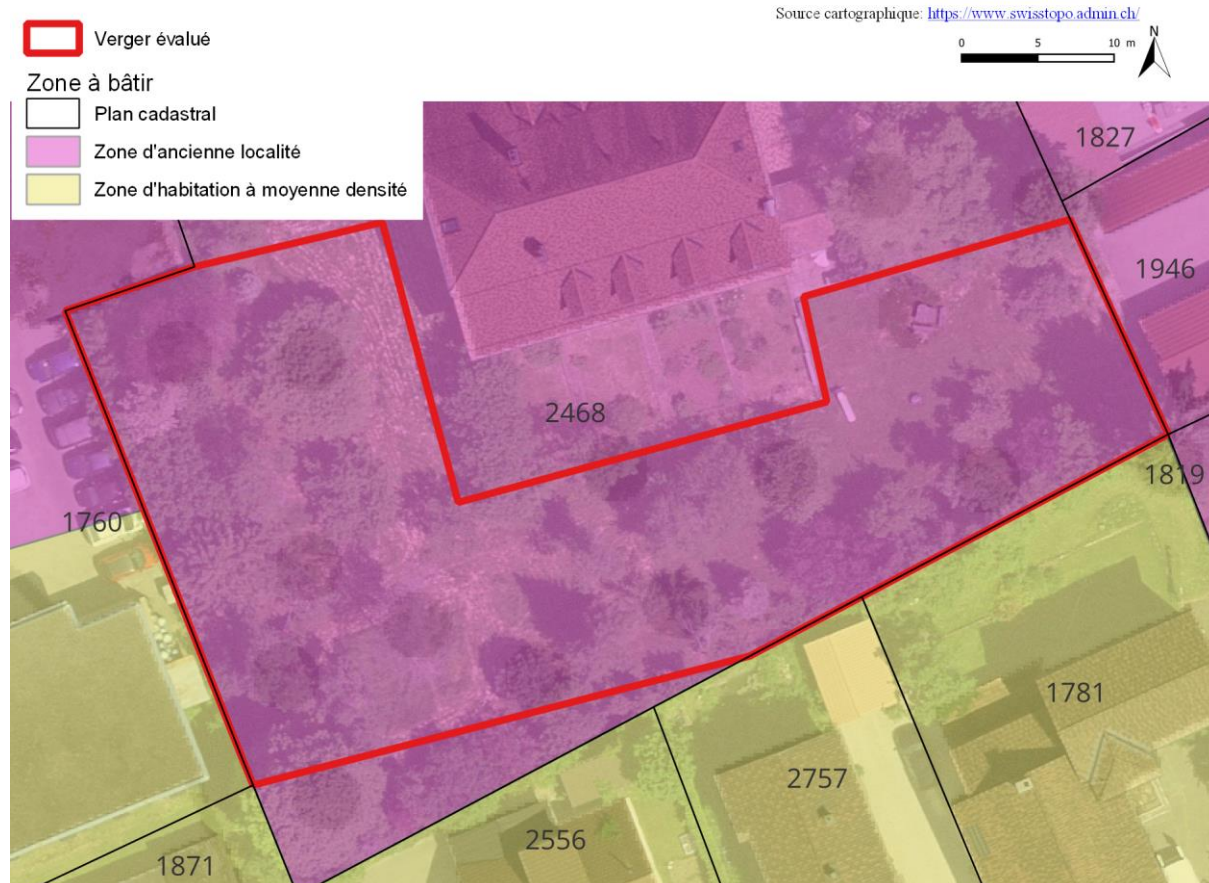 Source cartographique: https://www.swisstopo.admin.ch/
Verger évalué
0 5 10 m
N
Zone à bâtir
Plan cadastral
Zone d'ancienne localité
Zone d'habitation à moyenne densité
1827
1946
2468
1819
1760
1781
2757
2556
1871